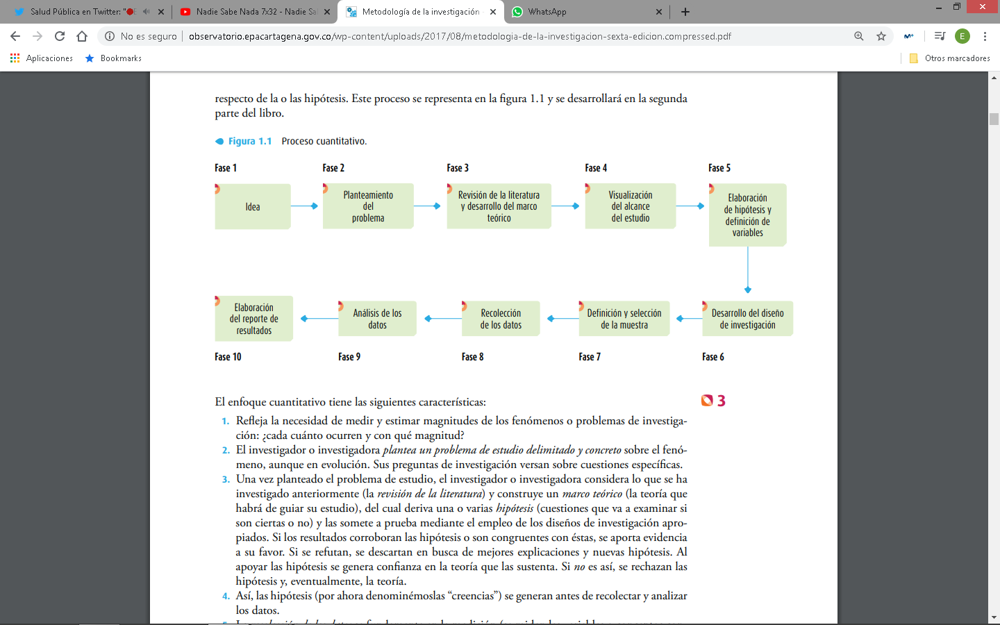 Salud Pública en Twitter: "
Nadie Sabe Nada 7x32 - Nadie Sa
Metodología de la investigación
WhatsApp
No es seguro | observatorio.epacartagena.gov.co/wp-content/uploads/2017/08/metodologia-de-la-investigacion-sexta-edicion.compressed.pdf
E
Aplicaciones
Bookmarks
Otros marcadores
respecto de la o las hipótesis. Este proceso se representa en la figura 1.1 y se desarrollará en la segunda
parte del libro.
Figura 1.1 Proceso cuantitativo.
Fase 1
Fase 2
Fase 3
Fase 4
Fase 5
Idea
Planteamiento
del
problema
Revisión de la literatura
y desarrollo del marco
teórico
Visualización
del alcance
del estudio
Elaboración
de hipótesis y
definición de
variables
Elaboración
del reporte de
resultados
Análisis de los
datos
Recolección
de los datos
Definición y selección
de la muestra
Desarrollo del diseño
de investigación
Fase 10
Fase 9
Fase 8
Fase 7
Fase 6
El enfoque cuantitativo tiene las siguientes características:
3
1. Refleja la necesidad de medir y estimar magnitudes de los fenómenos o problemas de investiga-
ción: ¿cada cuánto ocurren y con qué magnitud?
2. El investigador o investigadora plantea un problema de estudio delimitado y concreto sobre el fenó-
meno, aunque en evolución. Sus preguntas de investigación versan sobre cuestiones específicas.
3. Una vez planteado el problema de estudio, el investigador o investigadora considera lo que se ha
investigado anteriormente (la revisión de la literatura) y construye un marco teórico (la teoría que
habrá de guiar su estudio), del cual deriva una o varias hipótesis (cuestiones que va a examinar si
son ciertas o no) y las somete a prueba mediante el empleo de los diseños de investigación apro-
piados. Si los resultados corroboran las hipótesis o son congruentes con éstas, se aporta evidencia
a su favor. Si se refutan, se descartan en busca de mejores explicaciones y nuevas hipótesis. Al
apoyar las hipótesis se genera confianza en la teoría que las sustenta. Si no es así, se rechazan las
hipótesis y, eventualmente, la teoría.
4. Así, las hipótesis (por ahora denominémoslas “creencias”) se generan antes de recolectar y analizar
los datos.